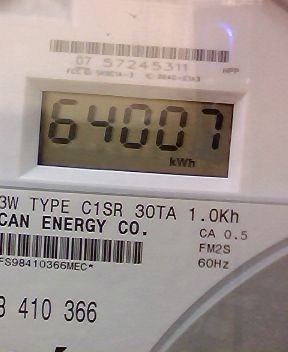 07 57245311
64007
kWh
3W TYPE C1SR 30TA 1.0Kh
CAN ENERGY CO.
CA 0.5
FM2S
FS98410366MEC*
60Hz
8 410 366